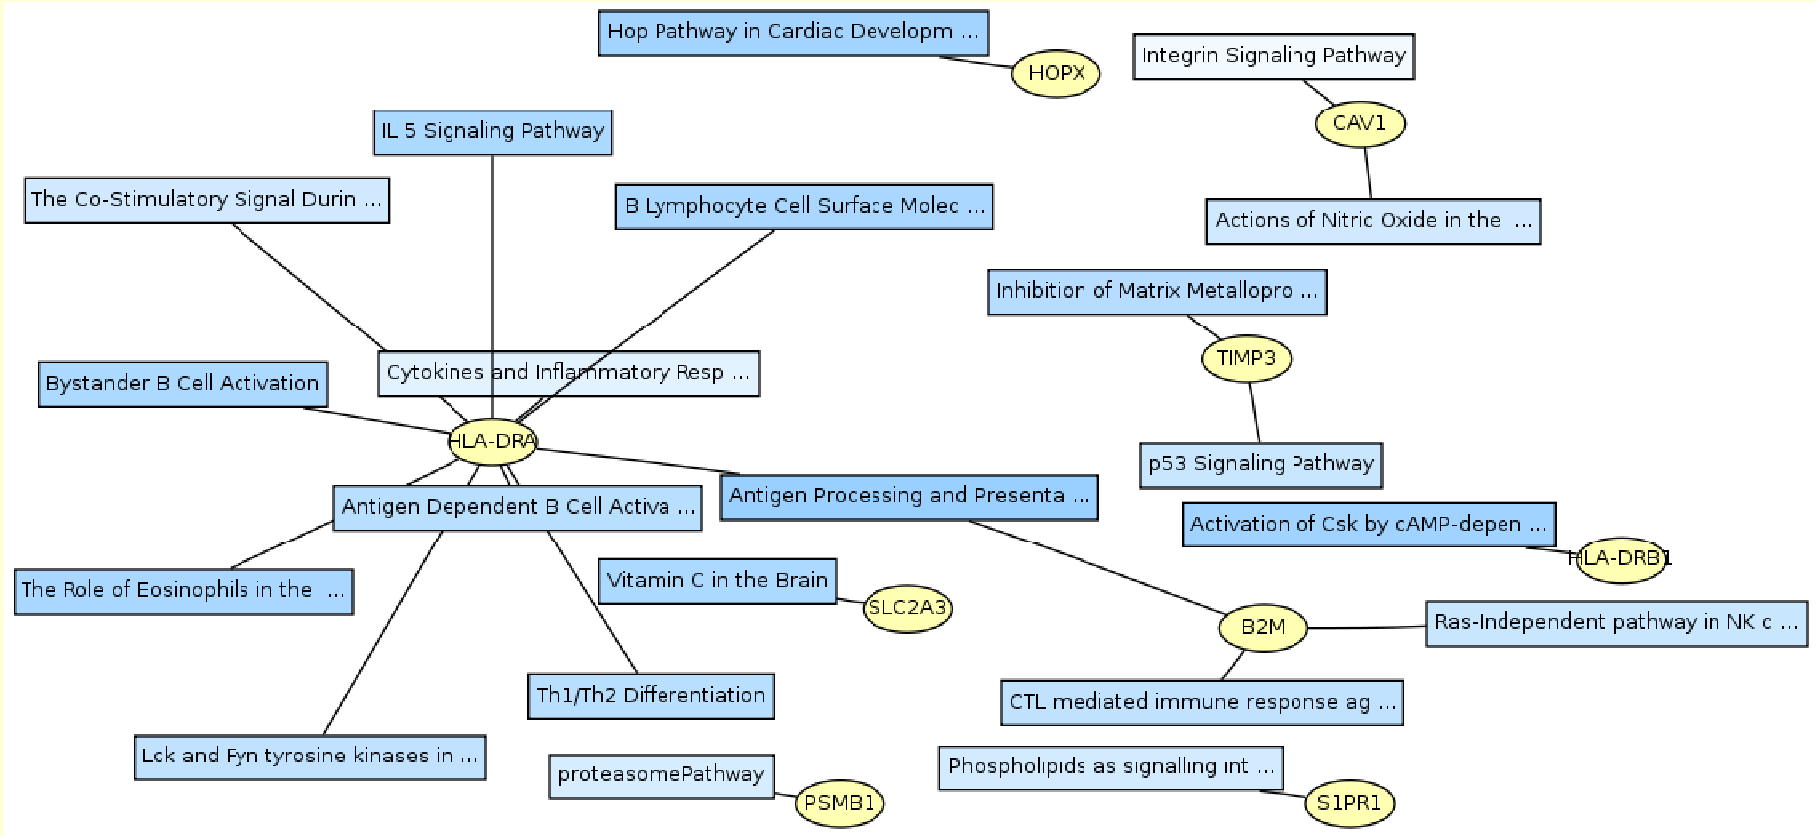 Hop Pathway in Cardiac Developm ...
HOPX
Integrin Signaling Pathway
CAV1
IL 5 Signaling Pathway
The Co-Stimulatory Signal Durin ...
B Lymphocyte Cell Surface Molec ...
Actions of Nitric Oxide in the ...
Inhibition of Matrix Metallopro ...
TIMP3
Cytokines and Inflammatory Resp ...
Bystander B Cell Activation
HLA-DRA
p53 Signaling Pathway
Antigen Dependent B Cell Activa ...
Antigen Processing and Presenta ...
Activation of Csk by cAMP-depen ...
HLA-DRB1
The Role of Eosinophils in the ...
Vitamin C in the Brain
SLC2A3
B2M
Ras-Independent pathway in NK c ...
Th1/Th2 Differentiation
CTL mediated immune response ag ...
Lck and Fyn tyrosine kinases in ...
proteasomePathway
PSMB1
Phospholipids as signalling int ...
S1PR1